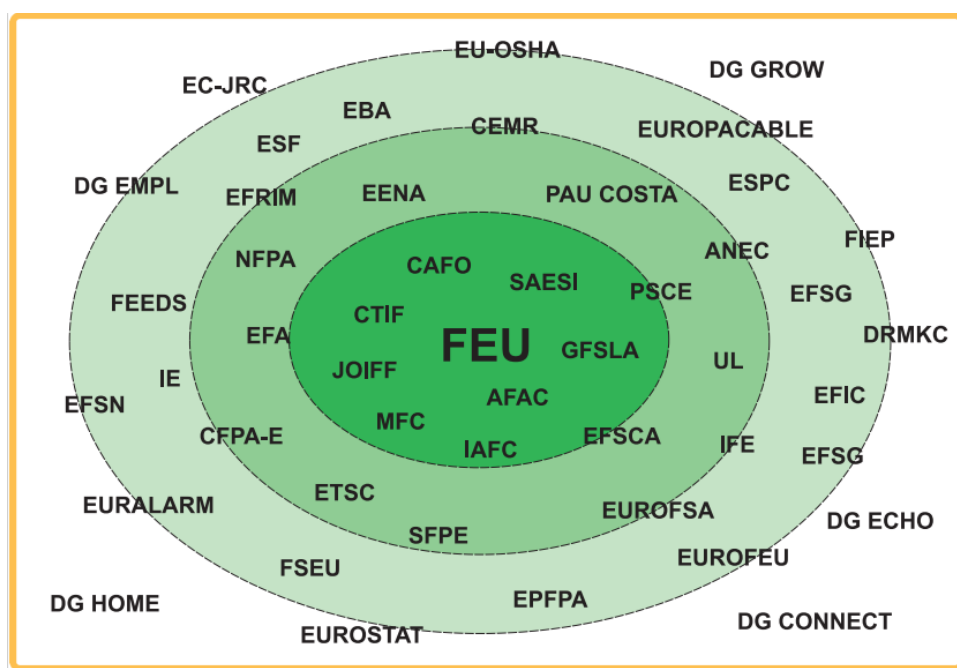 EU-OSHA
DG GROW
EC-JRC
EBA
CEMR
EUROPACABLE
ESF
DG EMPL
EFRIM
EENA
PAU COSTA
ESPC
FIEP
ANEC
NFPA
CAFO
SAESI
PSCE
EFSG
FEEDS
CTIF
EFA
FEU
GFSLA
DRMKC
UL
IE
JOIFF
EFSN
AFAC
EFIC
MFC
CFPA-E
IAFC
EFSCA
IFE
EFSG
EURALARM
ETSC
EUROFSA
DG ECHO
SFPE
FSEU
EUROFEU
DG HOME
EPFPA
EUROSTAT
DG CONNECT